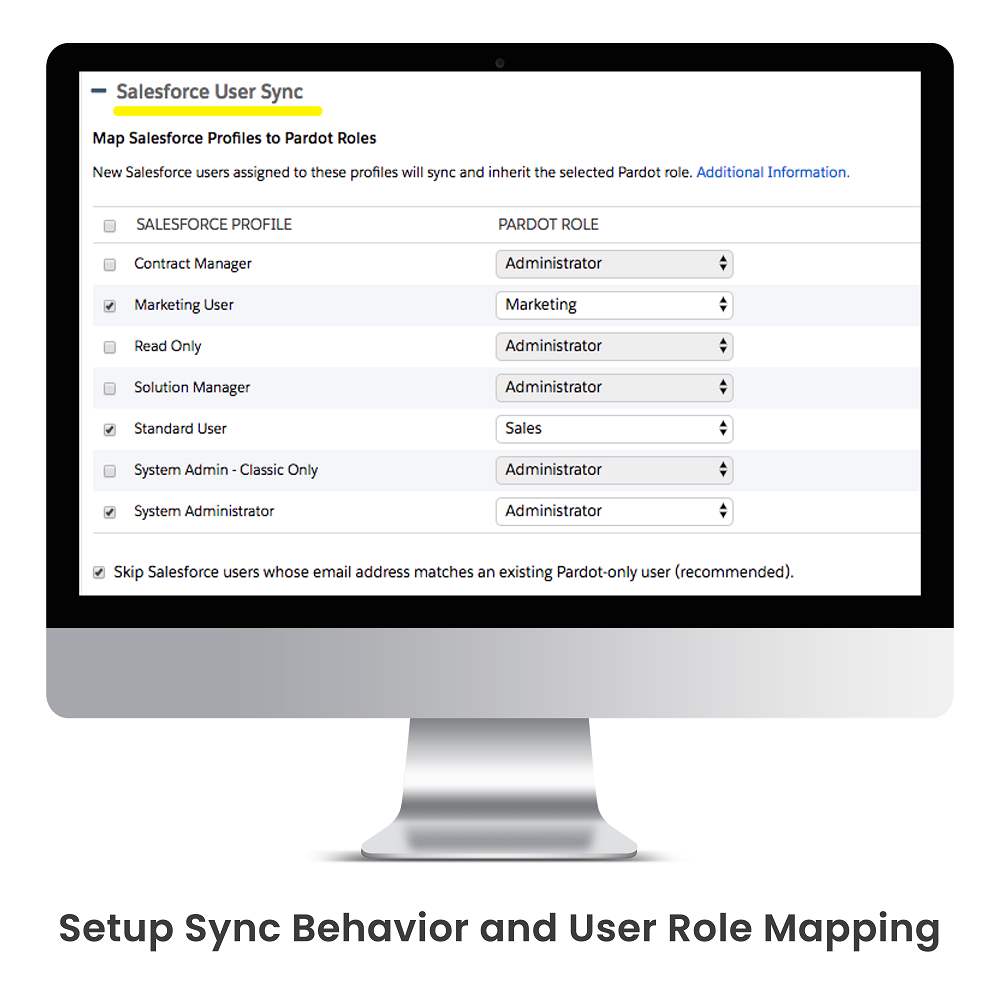 Salesforce User Sync
Map Salesforce Profiles to Pardot Roles
New Salesforce users assigned to these profiles will sync and inherit the selected Pardot role. Additional Information.
SALESFORCE PROFILE PARDOT ROLE
Contract Manager Administrator
Marketing User Marketing
Read Only Administrator
Solution Manager Administrator
Standard User Sales
System Admin - Classic Only Administrator
System Administrator Administrator
Skip Salesforce users whose email address matches an existing Pardot-only user (recommended).
Setup Sync Behavior and User Role Mapping